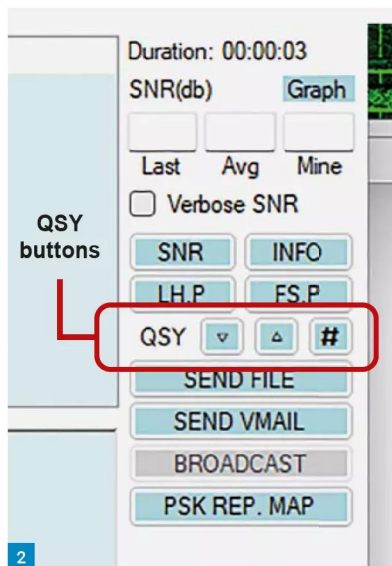 Duration: 00:00:03
SNR(db) Graph
Last Avg Mine
Verbose SNR
QSY
buttons
SNR INFO
LH.P FS.P
QSY ▿ ▵ #
SEND FILE
SEND VMAIL
BROADCAST
PSK REP. MAP
2